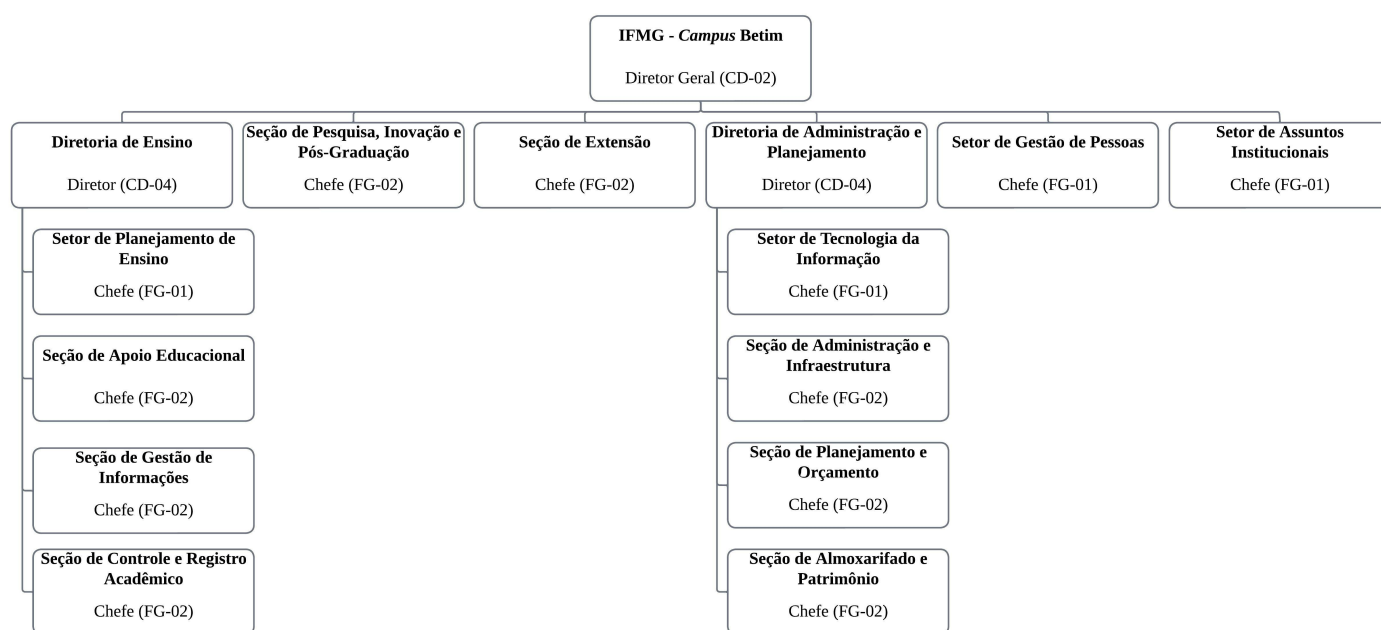 IFMG - Campus Betim
Diretor Geral (CD-02)
Diretoria de Ensino
Diretor (CD-04)
Seção de Pesquisa, Inovação e
Pós-Graduação
Chefe (FG-02)
Seção de Extensão
Chefe (FG-02)
Diretoria de Administração e
Planejamento
Diretor (CD-04)
Setor de Gestão de Pessoas
Chefe (FG-01)
Setor de Assuntos
Institucionais
Chefe (FG-01)
Setor de Planejamento de
Ensino
Chefe (FG-01)
Seção de Apoio Educacional
Chefe (FG-02)
Seção de Gestão de
Informações
Chefe (FG-02)
Seção de Controle e Registro
Acadêmico
Chefe (FG-02)
Setor de Tecnologia da
Informação
Chefe (FG-01)
Seção de Administração e
Infraestrutura
Chefe (FG-02)
Seção de Planejamento e
Orçamento
Chefe (FG-02)
Seção de Almoxarifado e
Patrimônio
Chefe (FG-02)